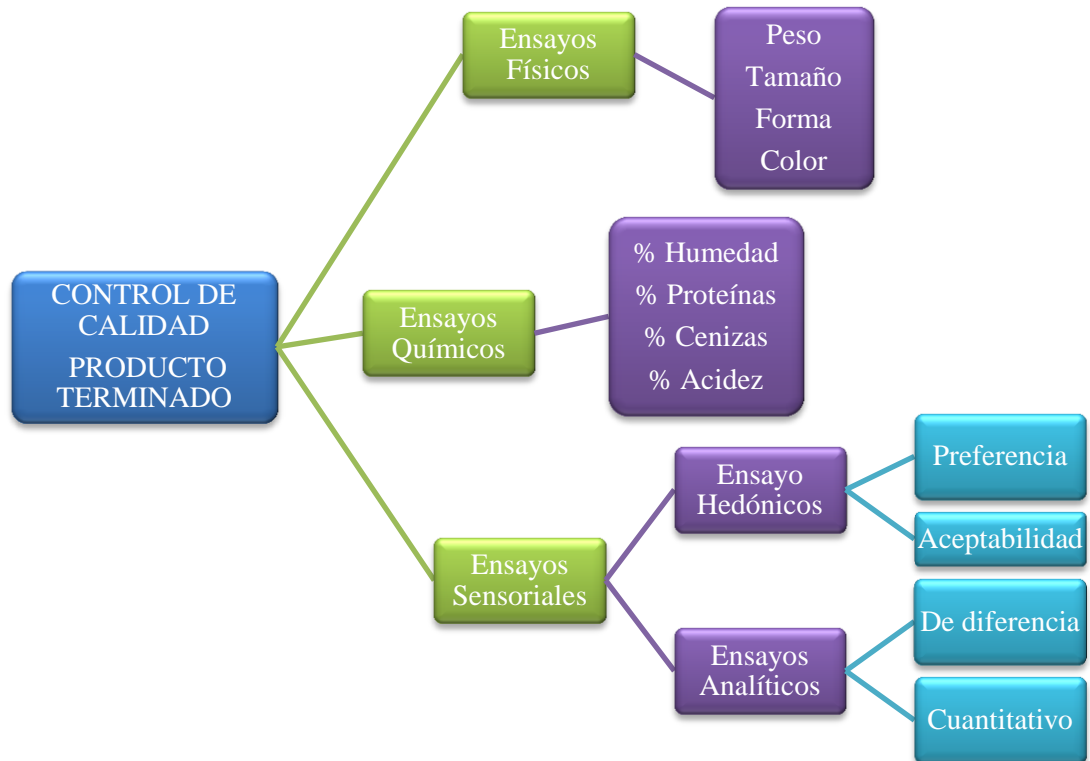 Ensayos
Físicos
Peso
Tamaño
Forma
Color
CONTROL DE
CALIDAD
PRODUCTO
TERMINADO
Ensayos
Químicos
% Humedad
% Proteínas
% Cenizas
% Acidez
Ensayos
Sensoriales
Ensayo
Hedónicos
Preferencia
Aceptabilidad
Ensayos
Analíticos
De diferencia
Cuantitativo